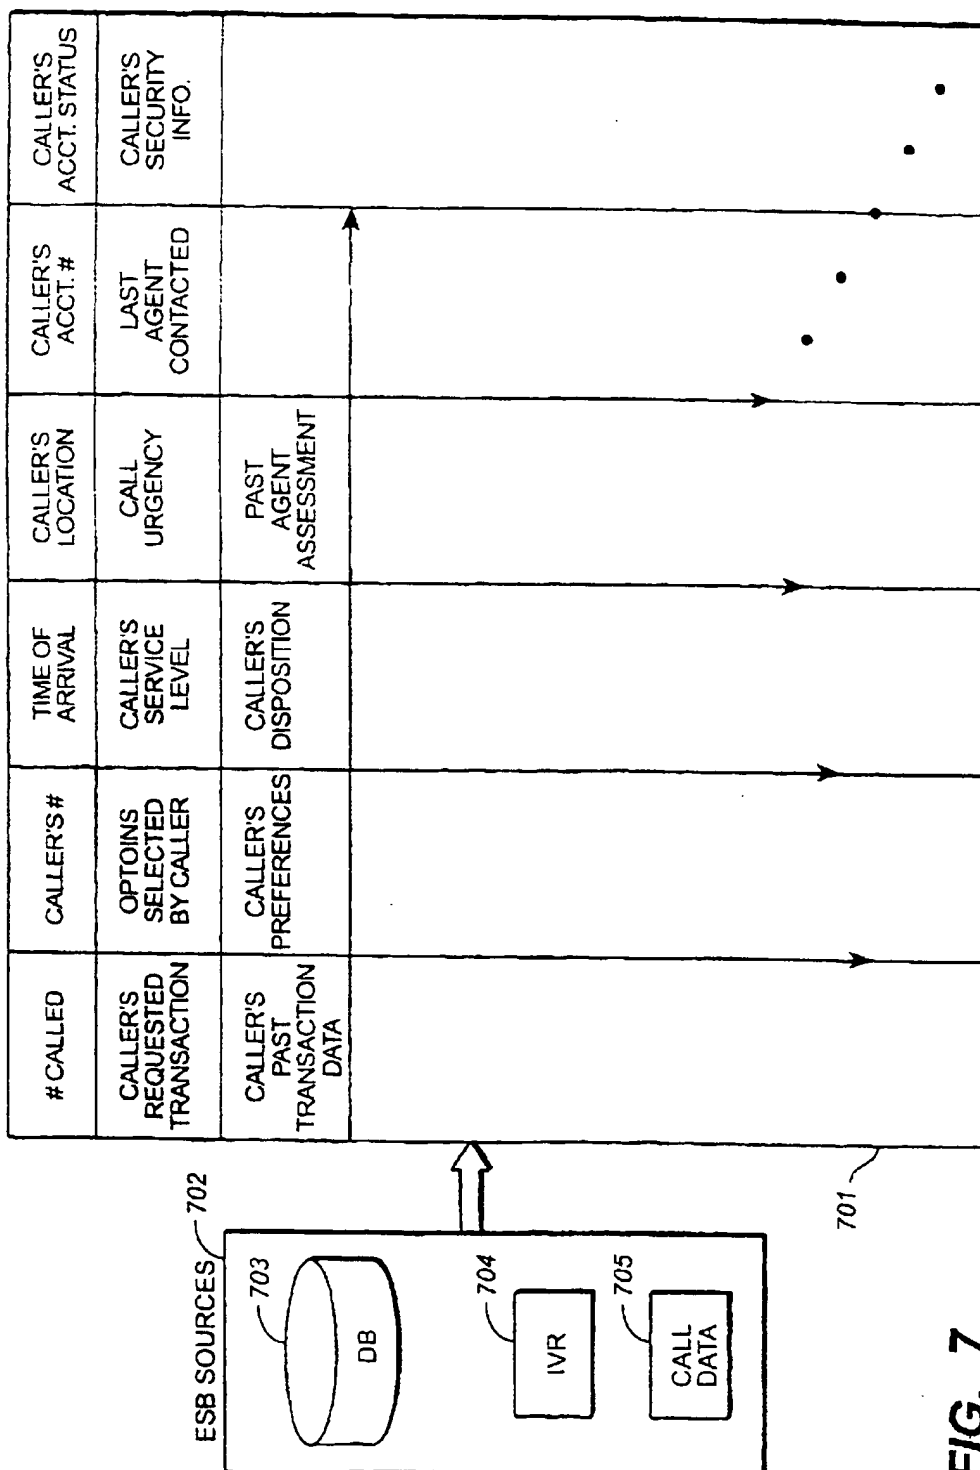 ESB SOURCES
702
703
DB
704
IVR
705
CALL
DATA
701
#CALLED
CALLER'S#
TIME OF
ARRIVAL
CALLER'S
LOCATION
CALLER'S
ACCT. #
CALLER'S
ACCT. STATUS
CALLER'S
REQUESTED
TRANSACTION
OPTOINS
SELECTED
BY CALLER
CALLER'S
SERVICE
LEVEL
CALL
URGENCY
LAST
AGENT
CONTACTED
CALLER'S
SECURITY
INFO.
CALLER'S
PAST
TRANSACTION
DATA
CALLER'S
PREFERENCES
CALLER'S
DISPOSITION
PAST
AGENT
ASSESSMENT
FIG. 7